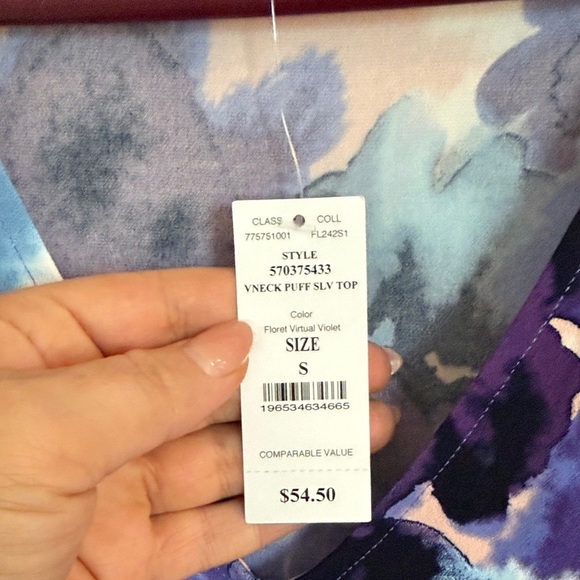 CLASS COLL
775751001 FL242S1
STYLE
570375433
VNECK PUFF SLV TOP
Color
Floret Virtual Violet
SIZE
S
196534634665
COMPARABLE VALUE
$54.50